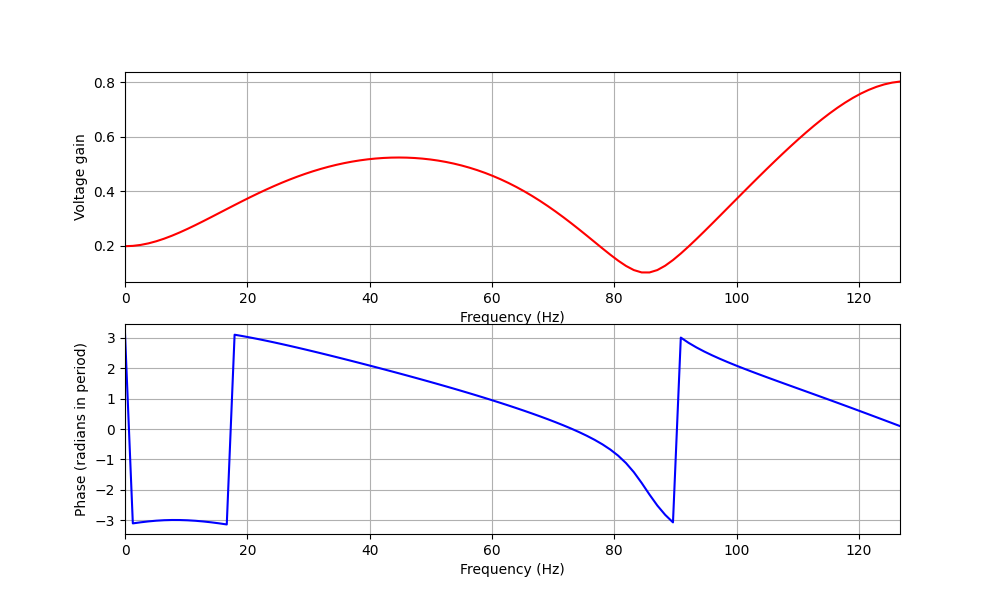 Voltage gain
0.8
0.6
0.4
0.2
0 20 40 60 80 100 120
Frequency (Hz)
Phase (radians in period)
3
2
1
0
−1
−2
−3
0 20 40 60 80 100 120
Frequency (Hz)